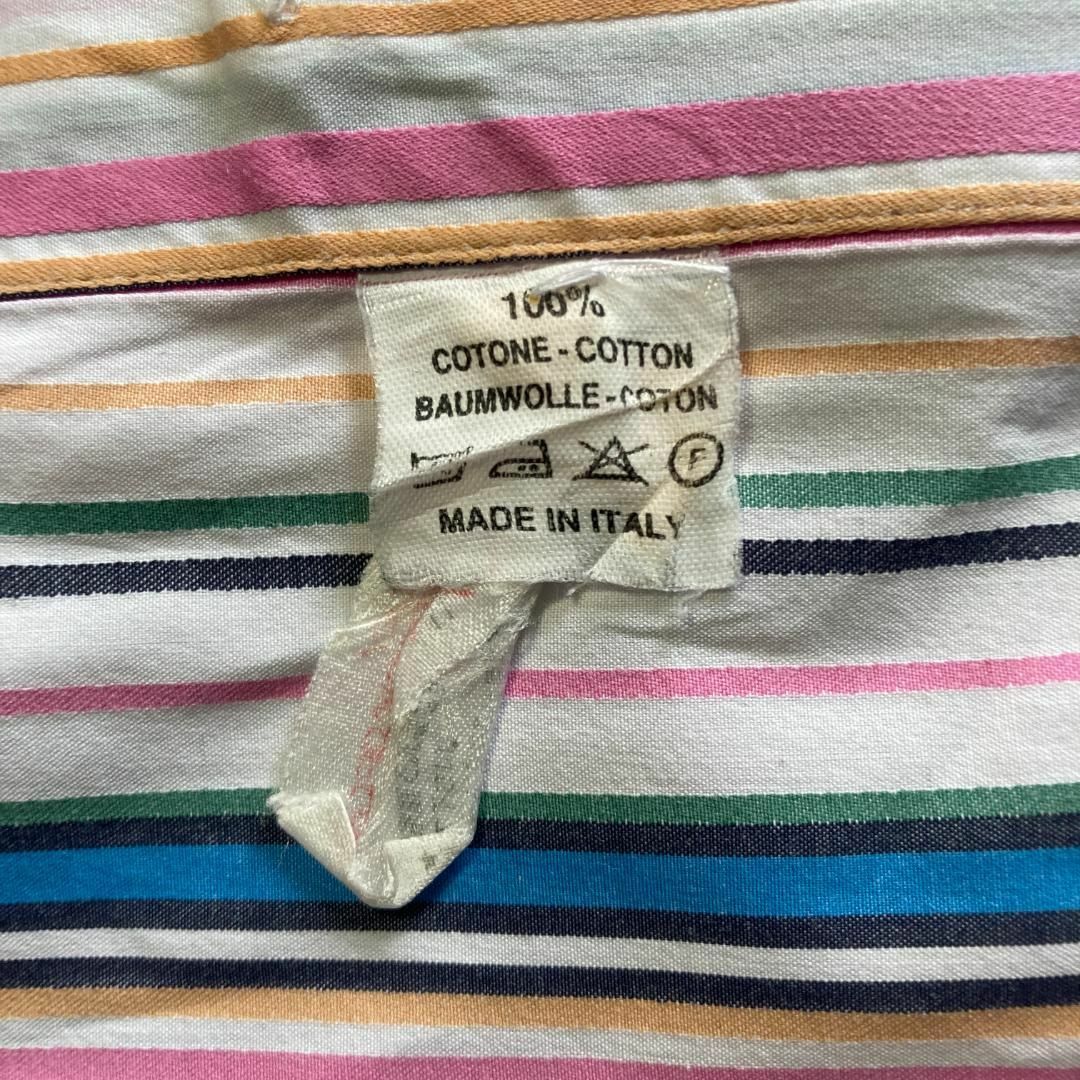 100%
COTONE - COTTON
BAUMWOLLE - COTON
F
MADE IN ITALY